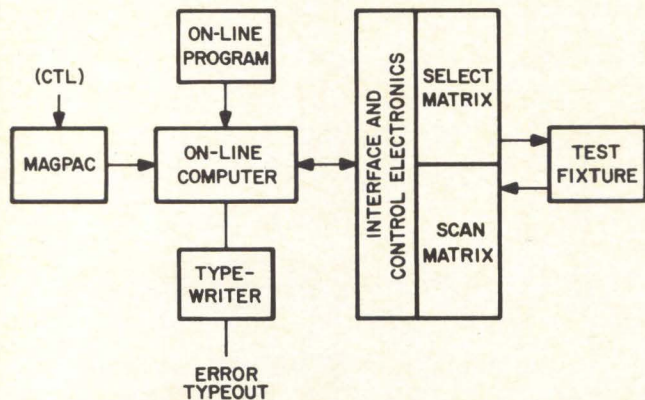 ON-LINE
PROGRAM
(CTL)
MAGPAC
ON-LINE
COMPUTER
TYPE-
WRITER
ERROR
TYPEOUT
INTERFACE AND
CONTROL ELECTRONICS
SELECT
MATRIX
SCAN
MATRIX
TEST
FIXTURE